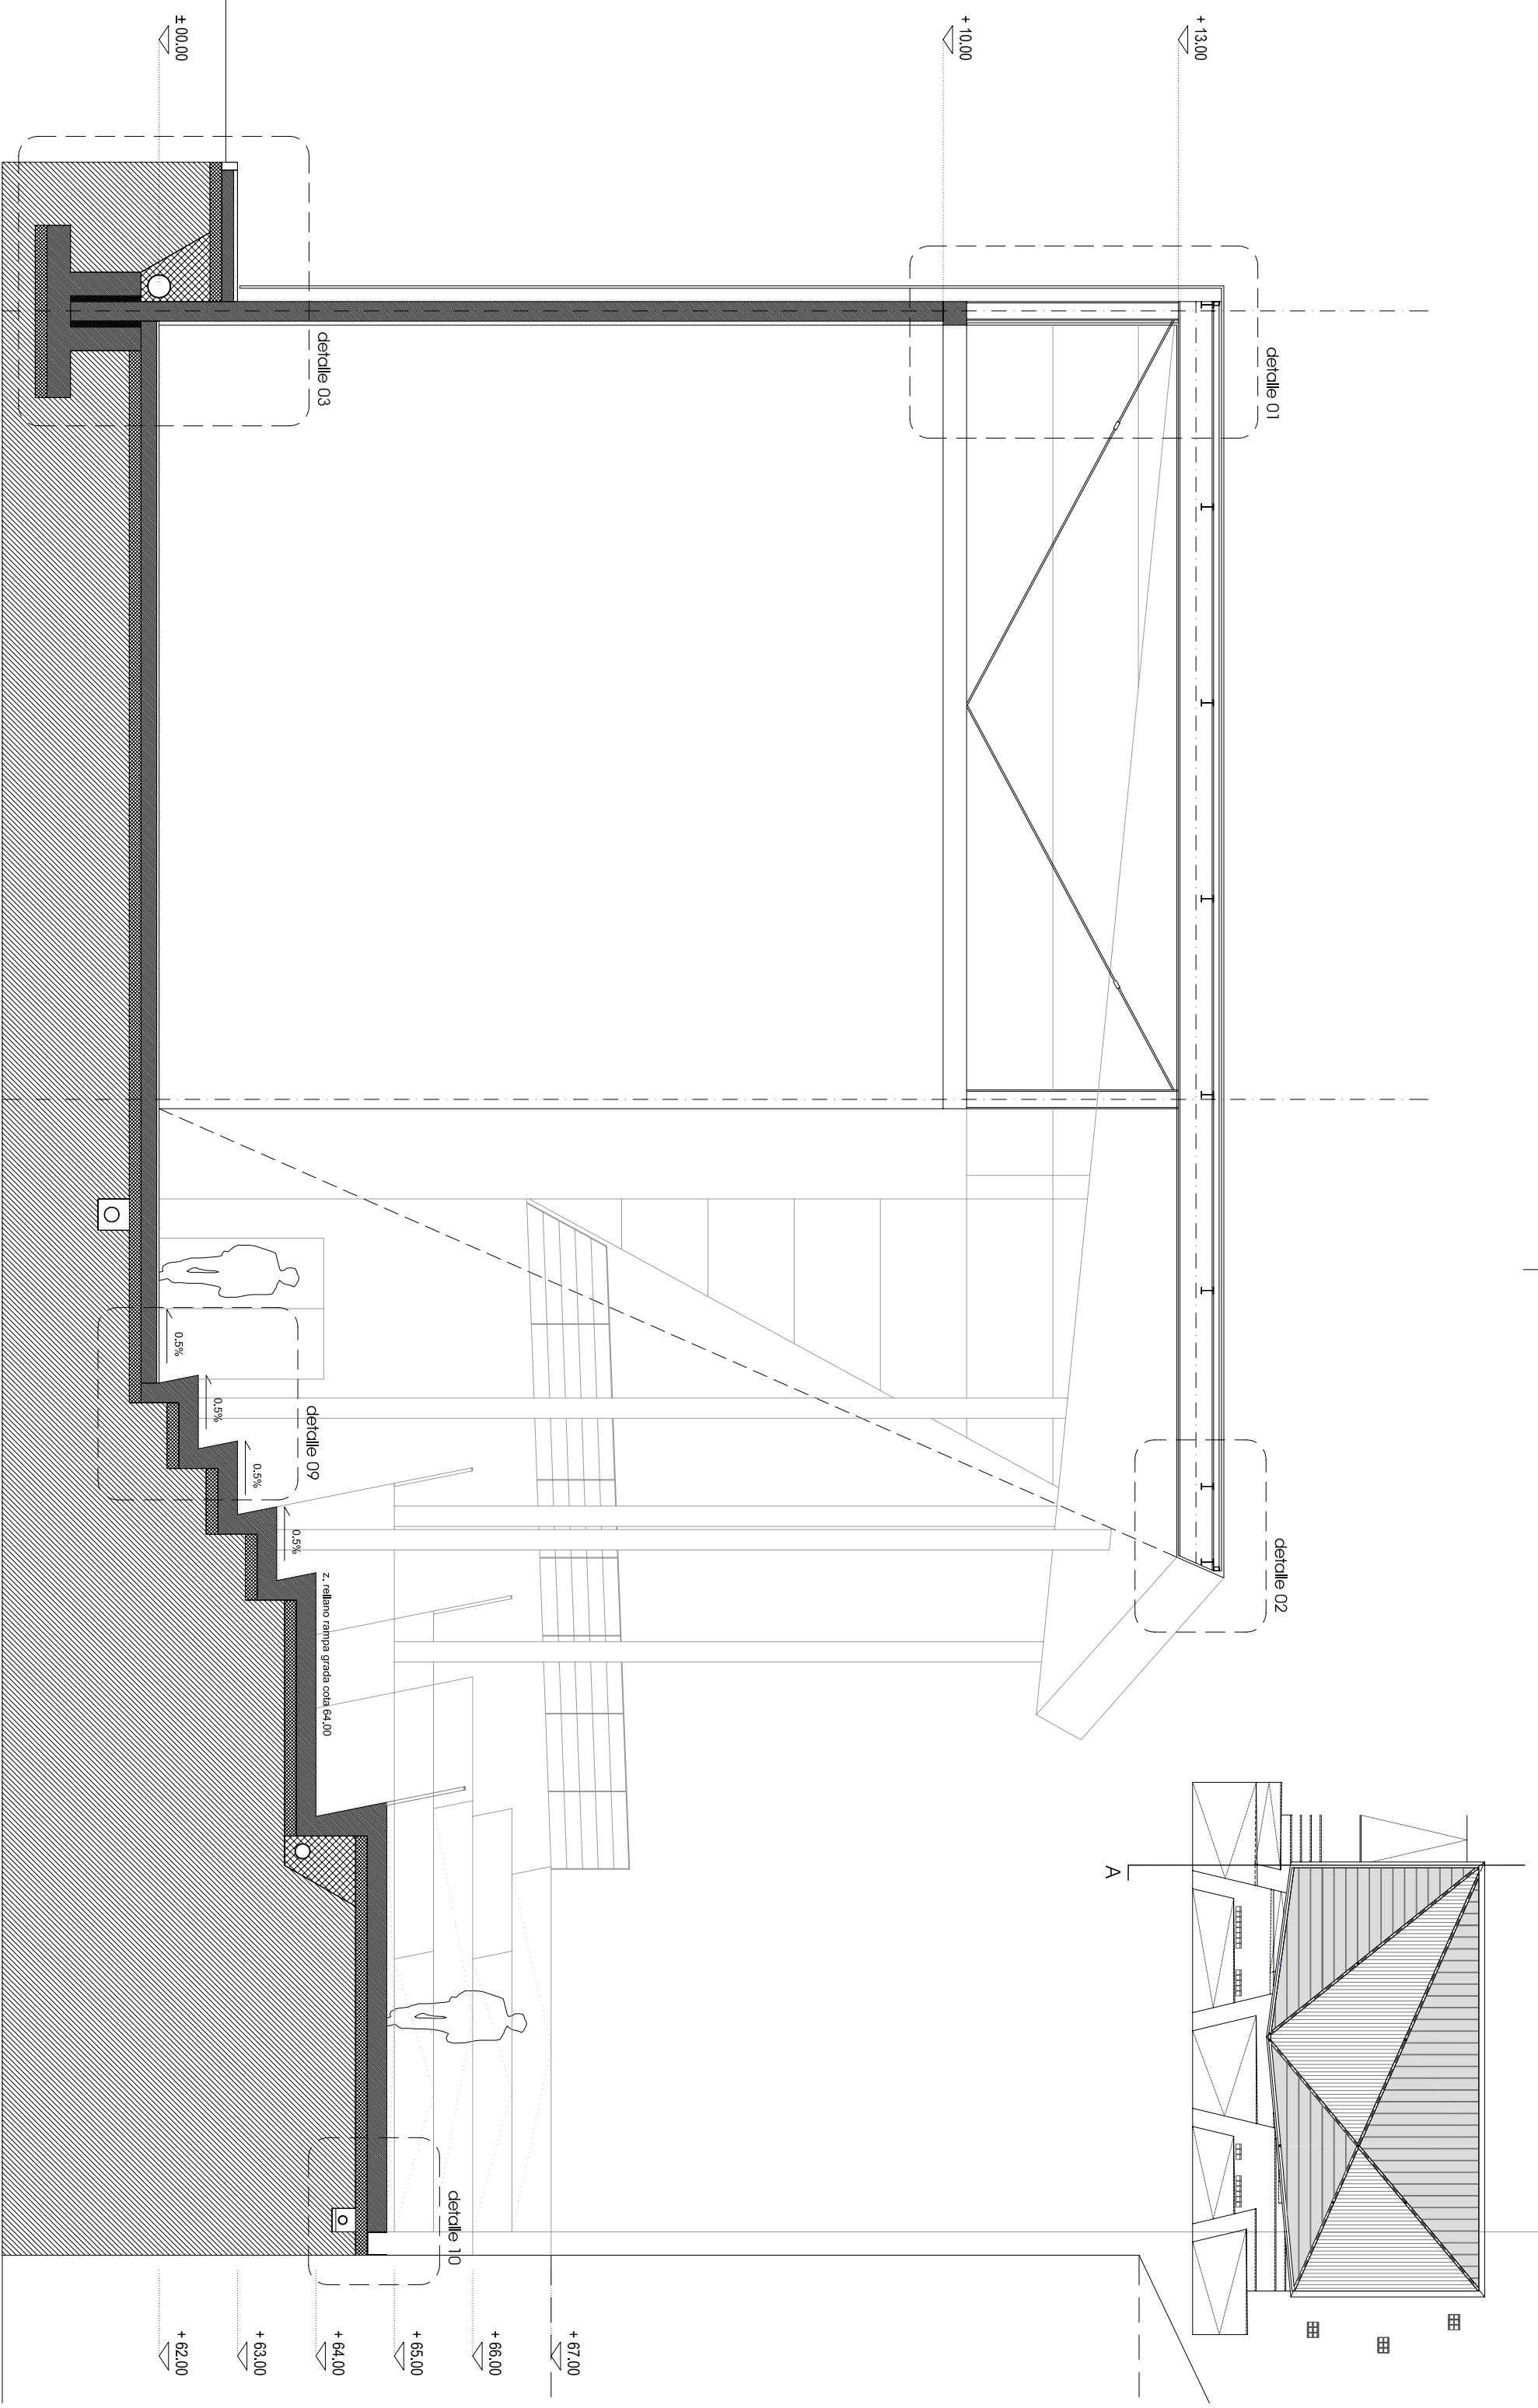 ± 00.00
+ 10.00
+ 13.00
detalle 03
detalle 01
detalle 09
detalle 02
0.5%
0.5%
0.5%
0.5%
z. rellano rampa grada cota 64.00
A
detalle 10
+ 62.00
+ 63.00
+ 64.00
+ 65.00
+ 66.00
+ 67.00